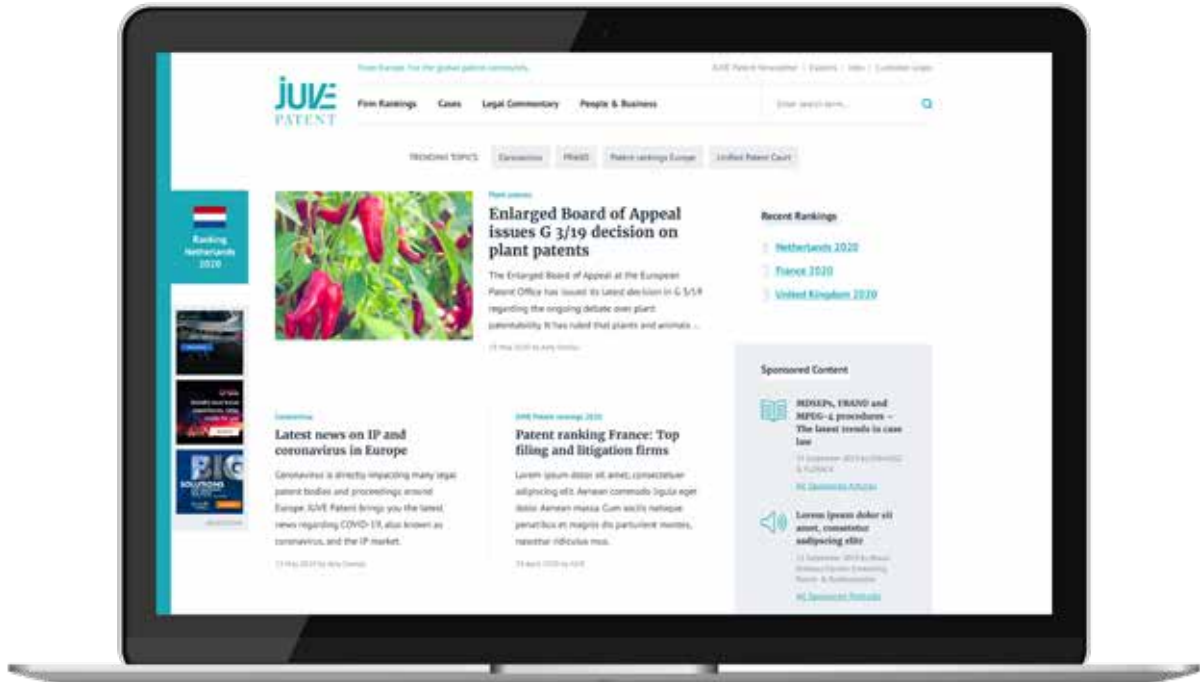 From Europe. For the global patent community.
JUVE Patent Newsletter | Experts | Jobs | Customer Login
JUVE
PATENT
Firm Rankings Cases Legal Commentary People & Business
Enter search term...
TRENDING TOPICS Coronavirus FRAND Patent rankings Europe Unified Patent Court
Ranking
Netherlands
2020
Plant patents
Enlarged Board of Appeal
issues G 3/19 decision on
plant patents
The Enlarged Board of Appeal at the European
Patent Office has issued its latest decision in G 3/19
regarding the ongoing debate over plant
patentability. It has ruled that plants and animals ...
Recent Rankings
Netherlands 2020
France 2020
United Kingdom 2020
BIG
SOLUTIONS
Coronavirus
Latest news on IP and
coronavirus in Europe
Coronavirus is directly impacting many legal
patent bodies and proceedings around
Europe. JUVE Patent brings you the latest
news regarding COVID-19, also known as
coronavirus, and the IP market.
JUVE Patent rankings 2020
Patent ranking France: Top
filing and litigation firms
Lorem ipsum dolor sit amet, consectetuer
adipiscing elit. Aenean commodo ligula eget
dolor. Aenean massa. Cum sociis natoque
penatibus et magnis dis parturient montes,
nascetur ridiculus mus.
Sponsored Content
MDSEPs, FRAND and
MPEG-4 procedures –
The latest trends in case
law
All Sponsored Articles
Lorem ipsum dolor sit
amet, consetetur
sadipscing elitr
All Sponsored Podcasts